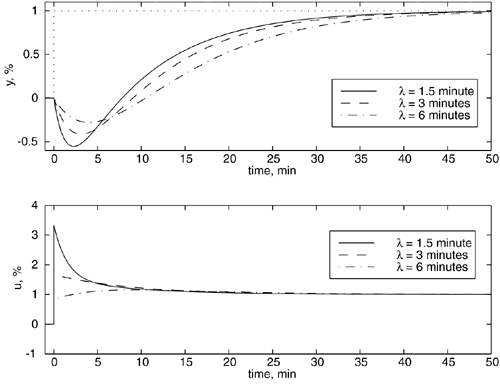 1
0.5
0
-0.5
y, %
λ = 1.5 minute
λ = 3 minutes
λ = 6 minutes
0 5 10 15 20 25 30 35 40 45 50
time, min
4
3
2
1
0
-1
u, %
λ = 1.5 minute
λ = 3 minutes
λ = 6 minutes
0 5 10 15 20 25 30 35 40 45 50
time, min